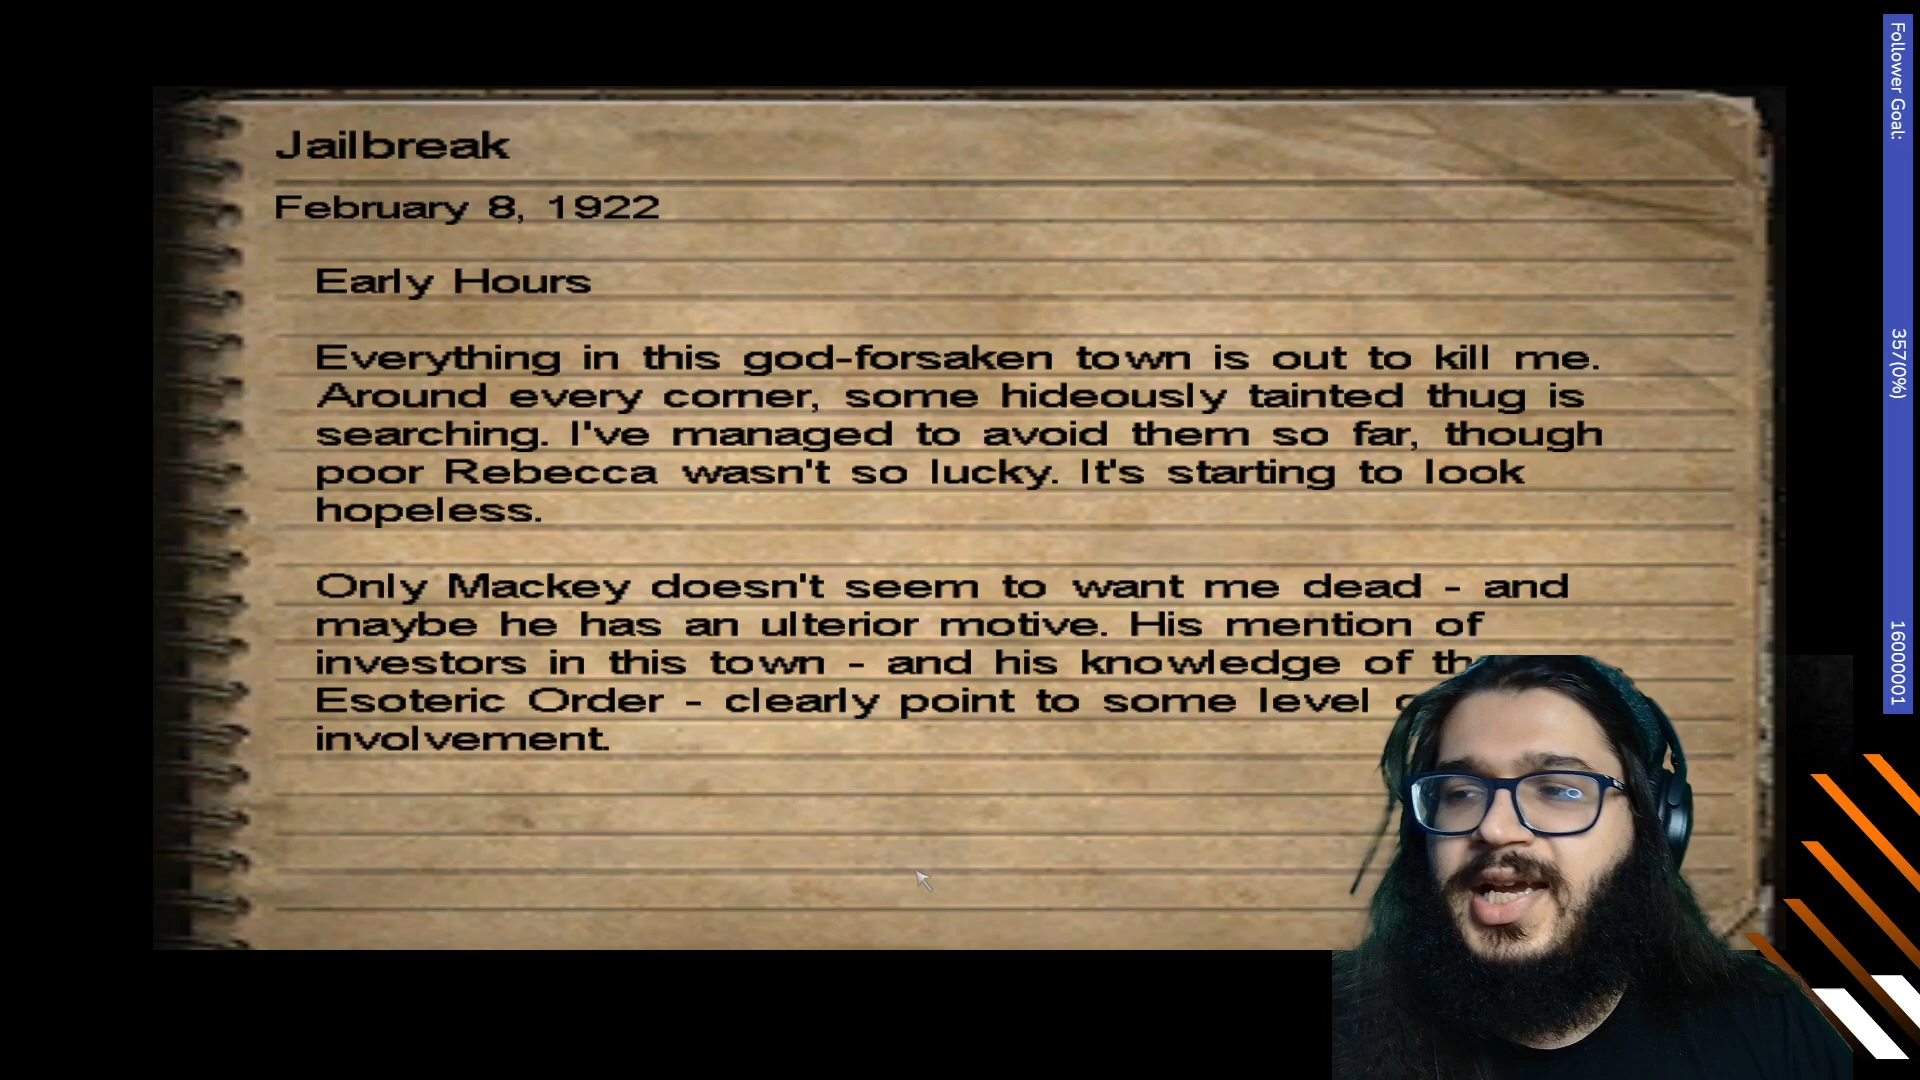 Jailbreak
February 8, 1922
Early Hours
Everything in this god-forsaken town is out to kill me.
Around every corner, some hideously tainted thug is
searching. I've managed to avoid them so far, though
poor Rebecca wasn't so lucky. It's starting to look
hopeless.
Only Mackey doesn't seem to want me dead - and
maybe he has an ulterior motive. His mention of
investors in this town - and his knowledge of
Esoteric Order - clearly point to some level
involvement.
Follower Goal:
357(0%)
16000001